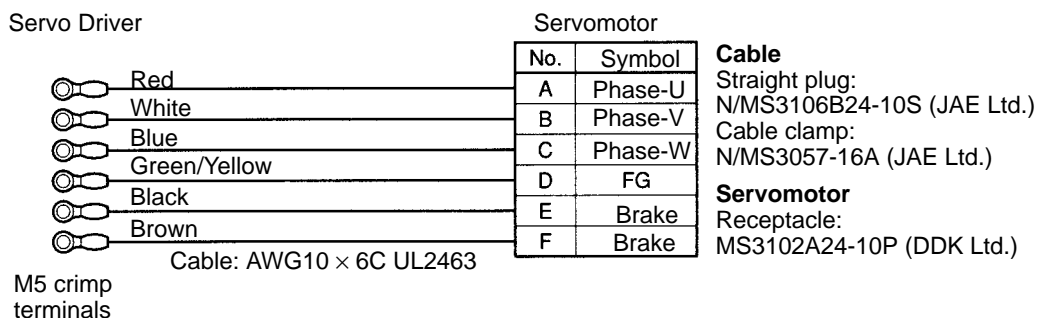 Servo Driver
Servomotor
No. Symbol
Red A Phase-U
White B Phase-V
Blue C Phase-W
Green/Yellow D FG
Black E Brake
Brown F Brake
Cable: AWG10 × 6C UL2463
M5 crimp
terminals
Cable
Straight plug:
N/MS3106B24-10S (JAE Ltd.)
Cable clamp:
N/MS3057-16A (JAE Ltd.)
Servomotor
Receptacle:
MS3102A24-10P (DDK Ltd.)